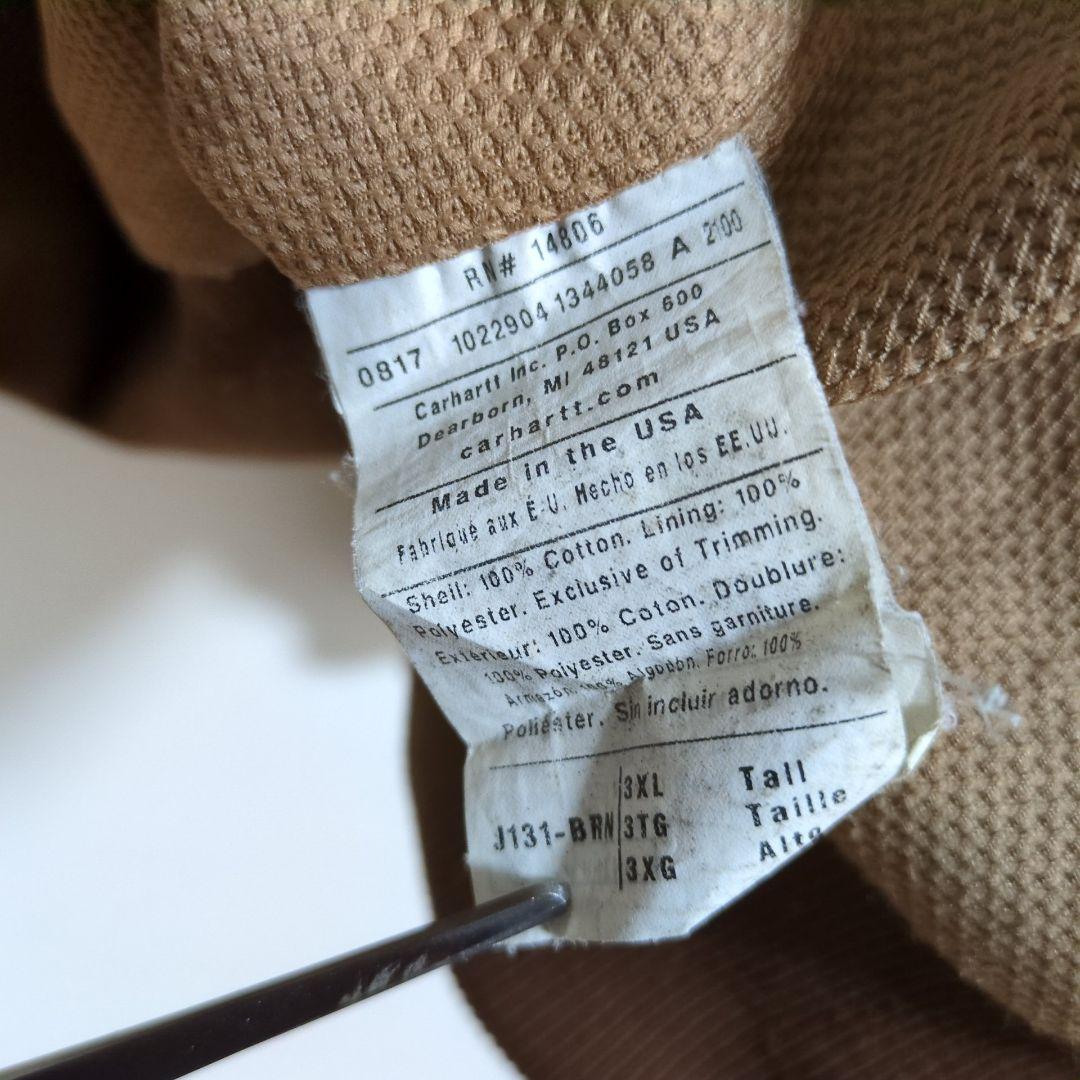 RN# 14806
0817 1022904 1344058 A 2100
Carhartt Inc. P.O. Box 600
Dearborn, MI 48121 USA
carhartt.com
Made in the USA
Fabriqué aux É-U. Hecho en los EE.UU.
Shell: 100% Cotton. Lining: 100%
Polyester. Exclusive of Trimming.
Extérieur: 100% Coton. Doublure:
100% Polyester. Sans garniture.
Armazón: 100% Algodón. Forro: 100%
Poliéster. Sin incluir adorno.
J131-BRN 3XL Tall
3TG Taille
3XG Alto